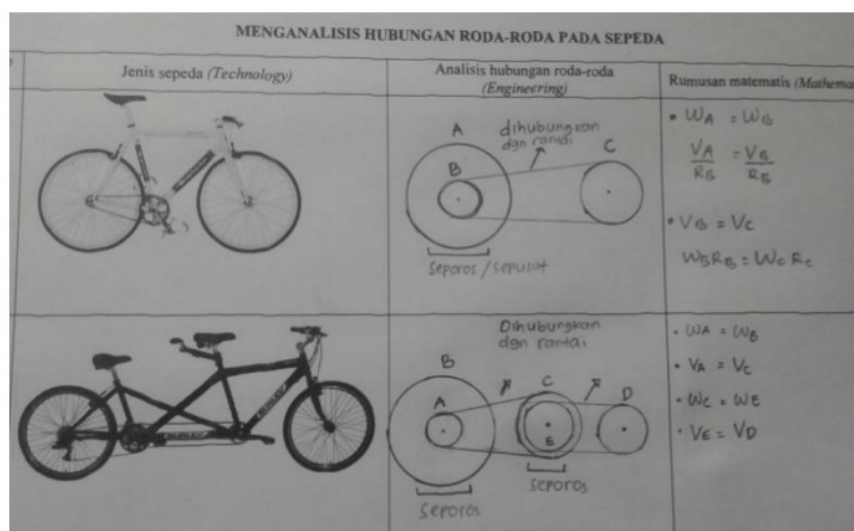 MENGANALISIS HUBUNGAN RODA-RODA PADA SEPEDA
Jenis sepeda (Technology)
Analisis hubungan roda-roda
(Engineering)
Rumusan matematis (Mathema
A
dihubungkan
dgn rantai
B
C
Seporos / sepusat
• ωA = ωB
VA/RB = VB/RB
• VB = VC
ωBRB = ωC RC
Dihubungkan
dgn rantai
B
A
C
D
E
Seporos
Seporos
• ωA = ωB
• VA = VC
• ωC = ωE
• VE = VD